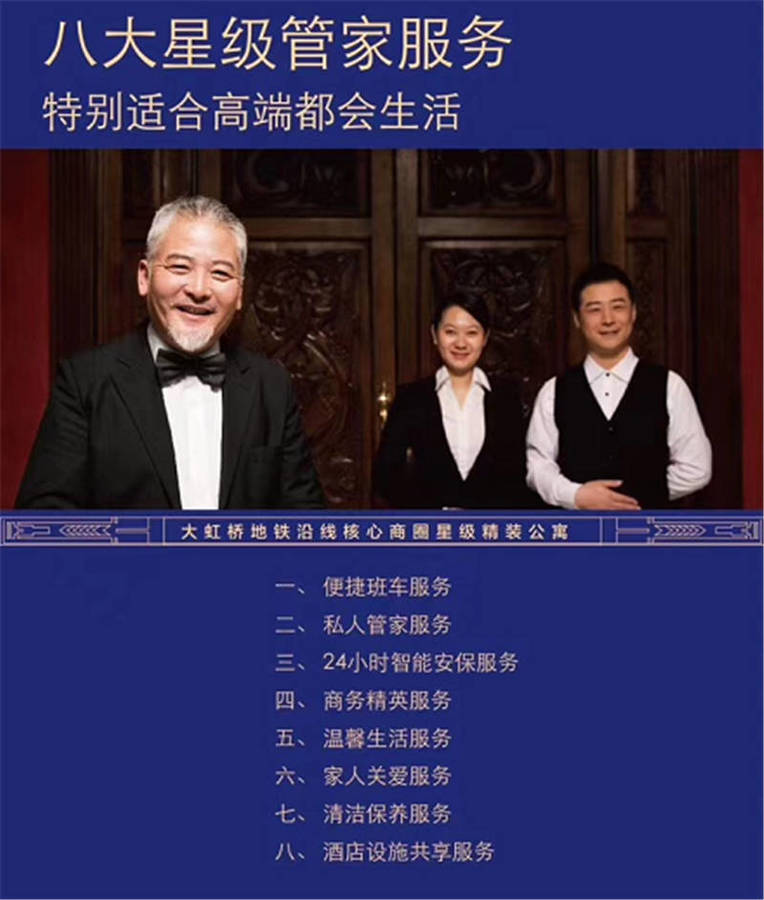 八大星级管家服务
特别适合高端都会生活
大虹桥地铁沿线核心商圈星级精装公寓
一、便捷班车服务
二、私人管家服务
三、24小时智能安保服务
四、商务精英服务
五、温馨生活服务
六、家人关爱服务
七、清洁保养服务
八、酒店设施共享服务